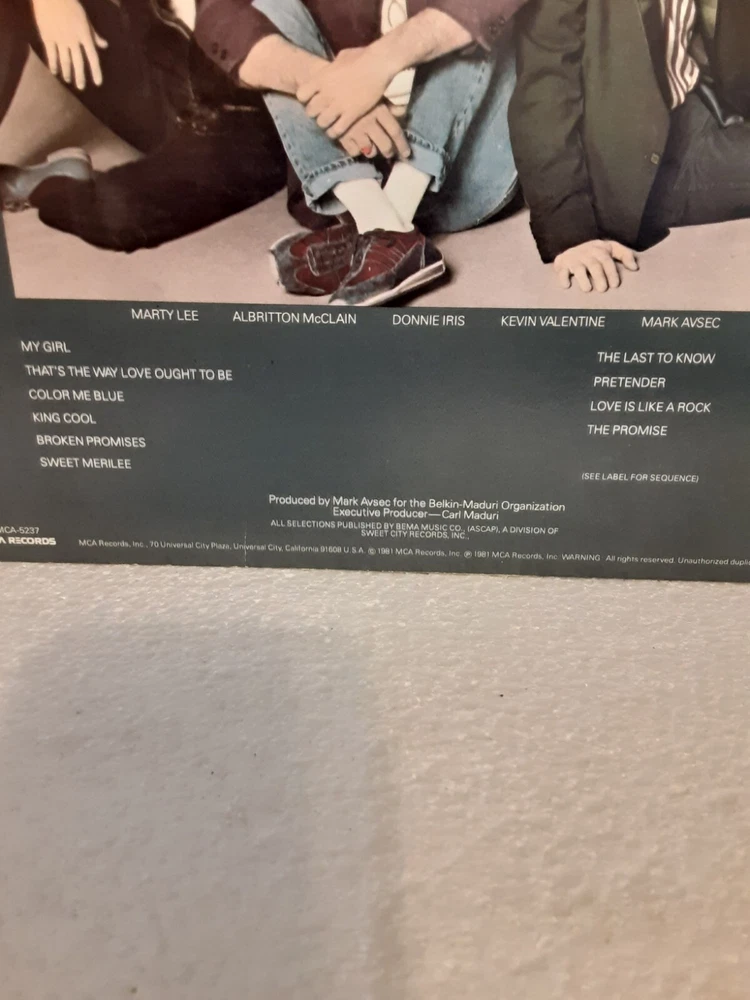 MARTY LEE ALBRITTON McCLAIN DONNIE IRIS KEVIN VALENTINE MARK AVSEC
MY GIRL
THAT'S THE WAY LOVE OUGHT TO BE
COLOR ME BLUE
KING COOL
BROKEN PROMISES
SWEET MERILEE
THE LAST TO KNOW
PRETENDER
LOVE IS LIKE A ROCK
THE PROMISE
(SEE LABEL FOR SEQUENCE)
Produced by Mark Avsec for the Belkin-Maduri Organization
Executive Producer—Carl Maduri
ALL SELECTIONS PUBLISHED BY BEMA MUSIC CO., (ASCAP), A DIVISION OF
SWEET CITY RECORDS, INC.,
MCA-5237
A RECORDS
MCA Records, Inc., 70 Universal City Plaza, Universal City, California 91608 U.S.A. © 1981 MCA Records, Inc. ℗ 1981 MCA Records, Inc. WARNING: All rights reserved. Unauthorized dupli